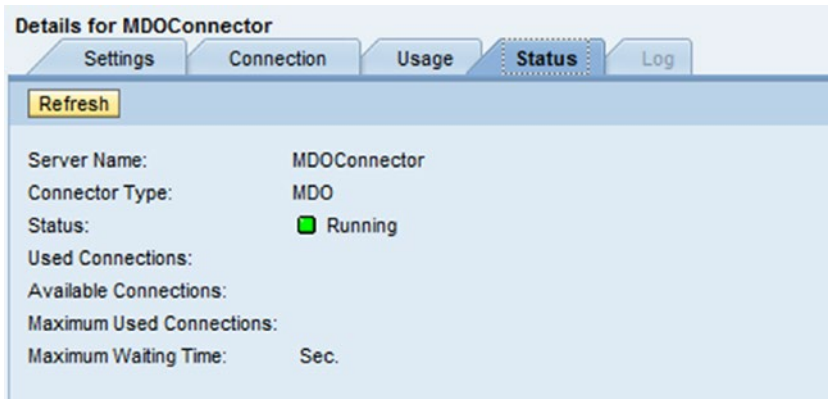 Details for MDOConnector
Settings Connection Usage Status Log
Refresh
Server Name: MDOConnector
Connector Type: MDO
Status: Running
Used Connections:
Available Connections:
Maximum Used Connections:
Maximum Waiting Time: Sec.